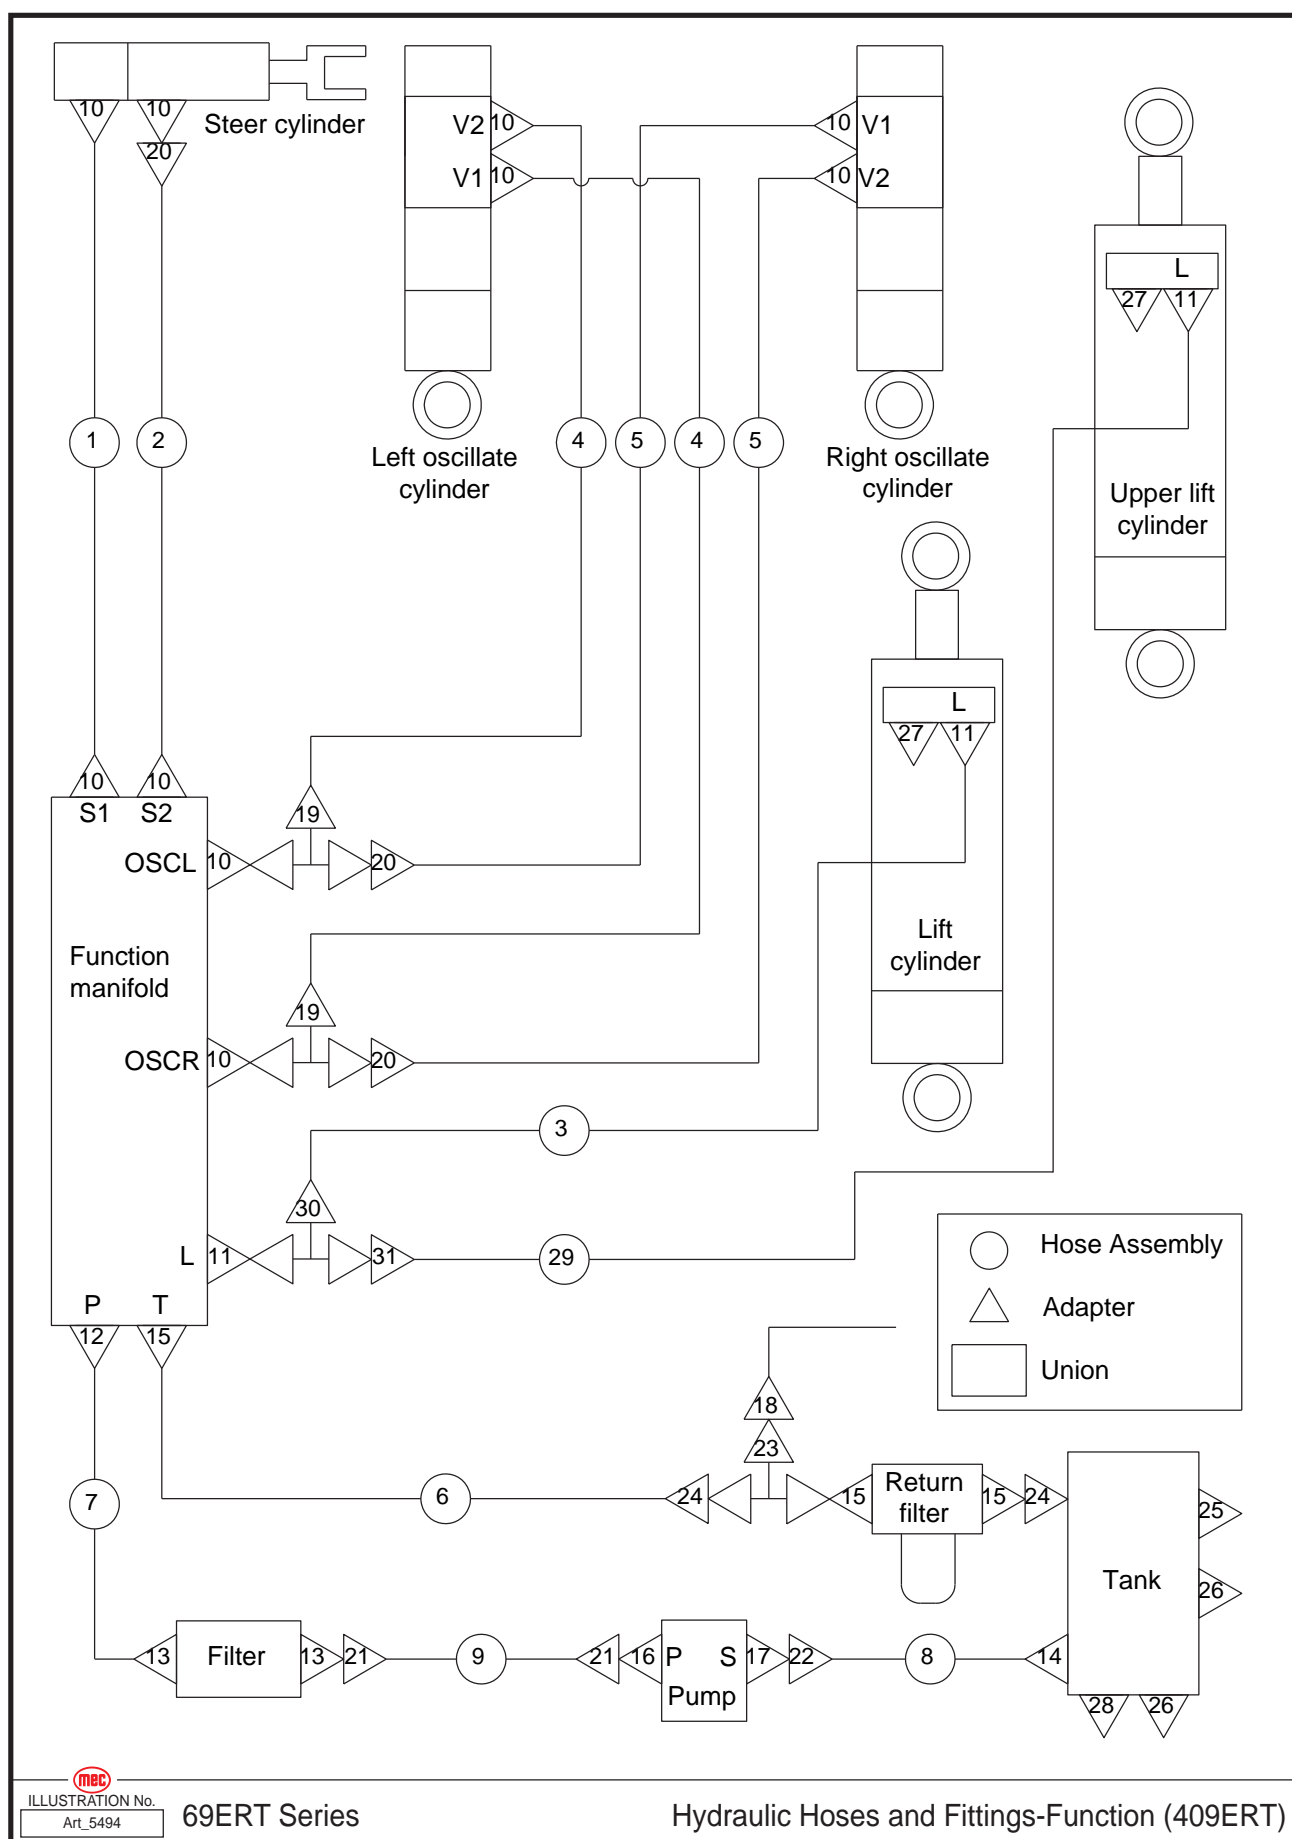 10
10
20
Steer cylinder
V2
10
V1
10
10
V1
10
V2
L
27
11
1
2
4
5
4
5
Left oscillate
cylinder
Right oscillate
cylinder
Upper lift
cylinder
L
27
11
10
10
S1
S2
19
OSCL
10
20
Function
manifold
Lift
cylinder
19
OSCR
10
20
3
30
L
11
31
29
P
T
12
15
Hose Assembly
Adapter
Union
18
23
7
6
24
15
Return
filter
15
24
25
Tank
26
13
Filter
13
21
9
21
16
P
S
Pump
17
22
8
14
28
26
mec
ILLUSTRATION No.
Art_5494
69ERT Series
Hydraulic Hoses and Fittings-Function (409ERT)